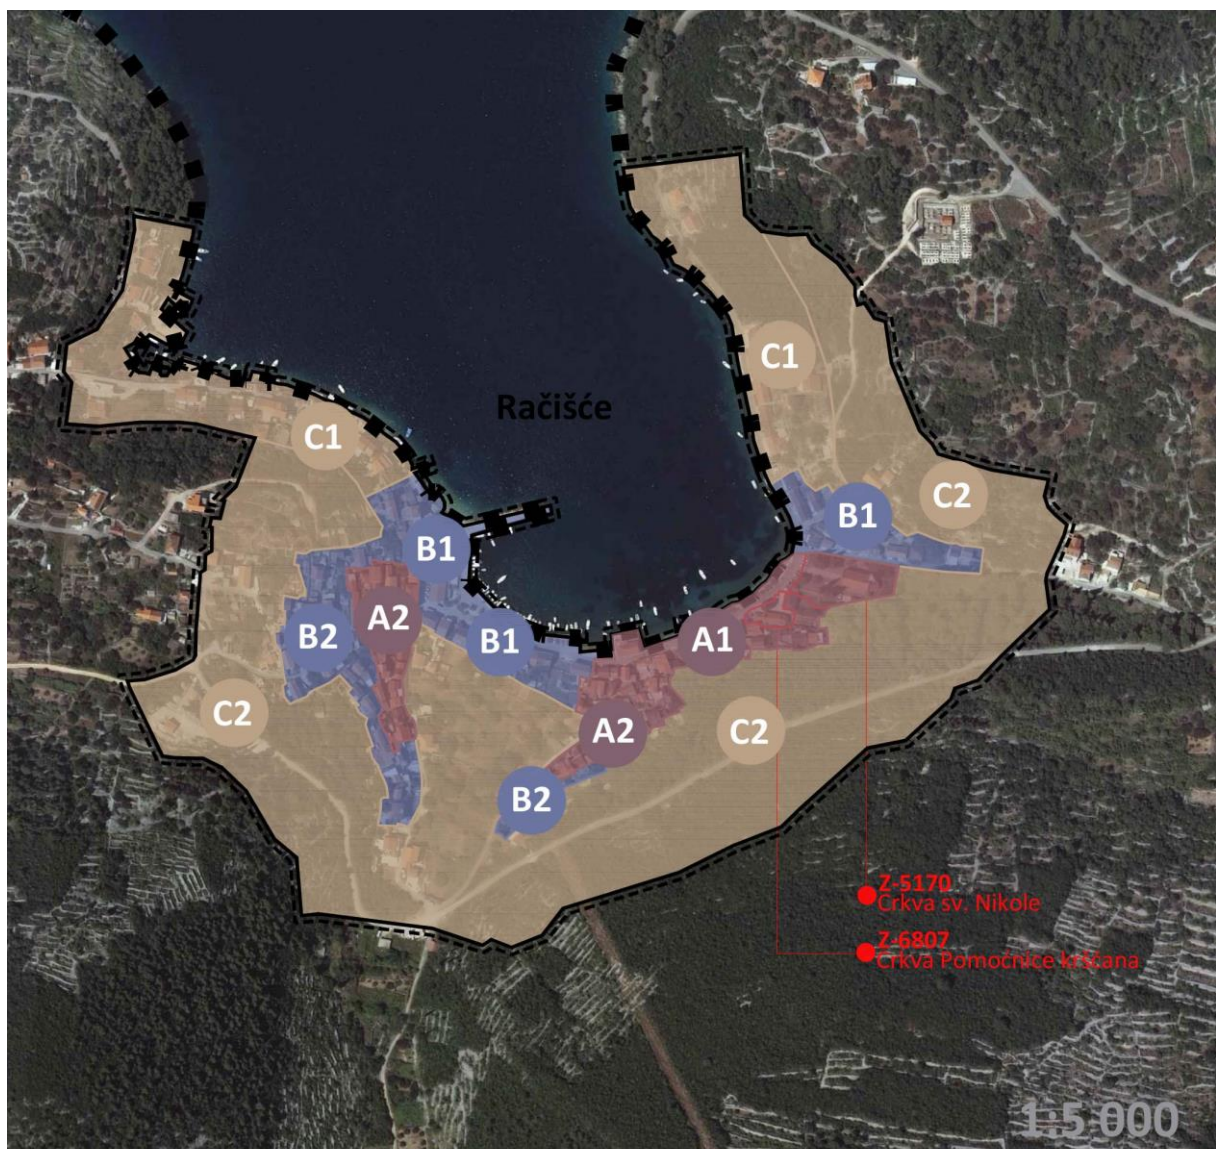 C1
Račišće
C1
C2
B1
B1
A2
B2
B1
A1
C2
A2
C2
B2
Z-5170
Crkva sv. Nikole
Z-6807
Crkva Pomoćnice kršćana
1:5 000